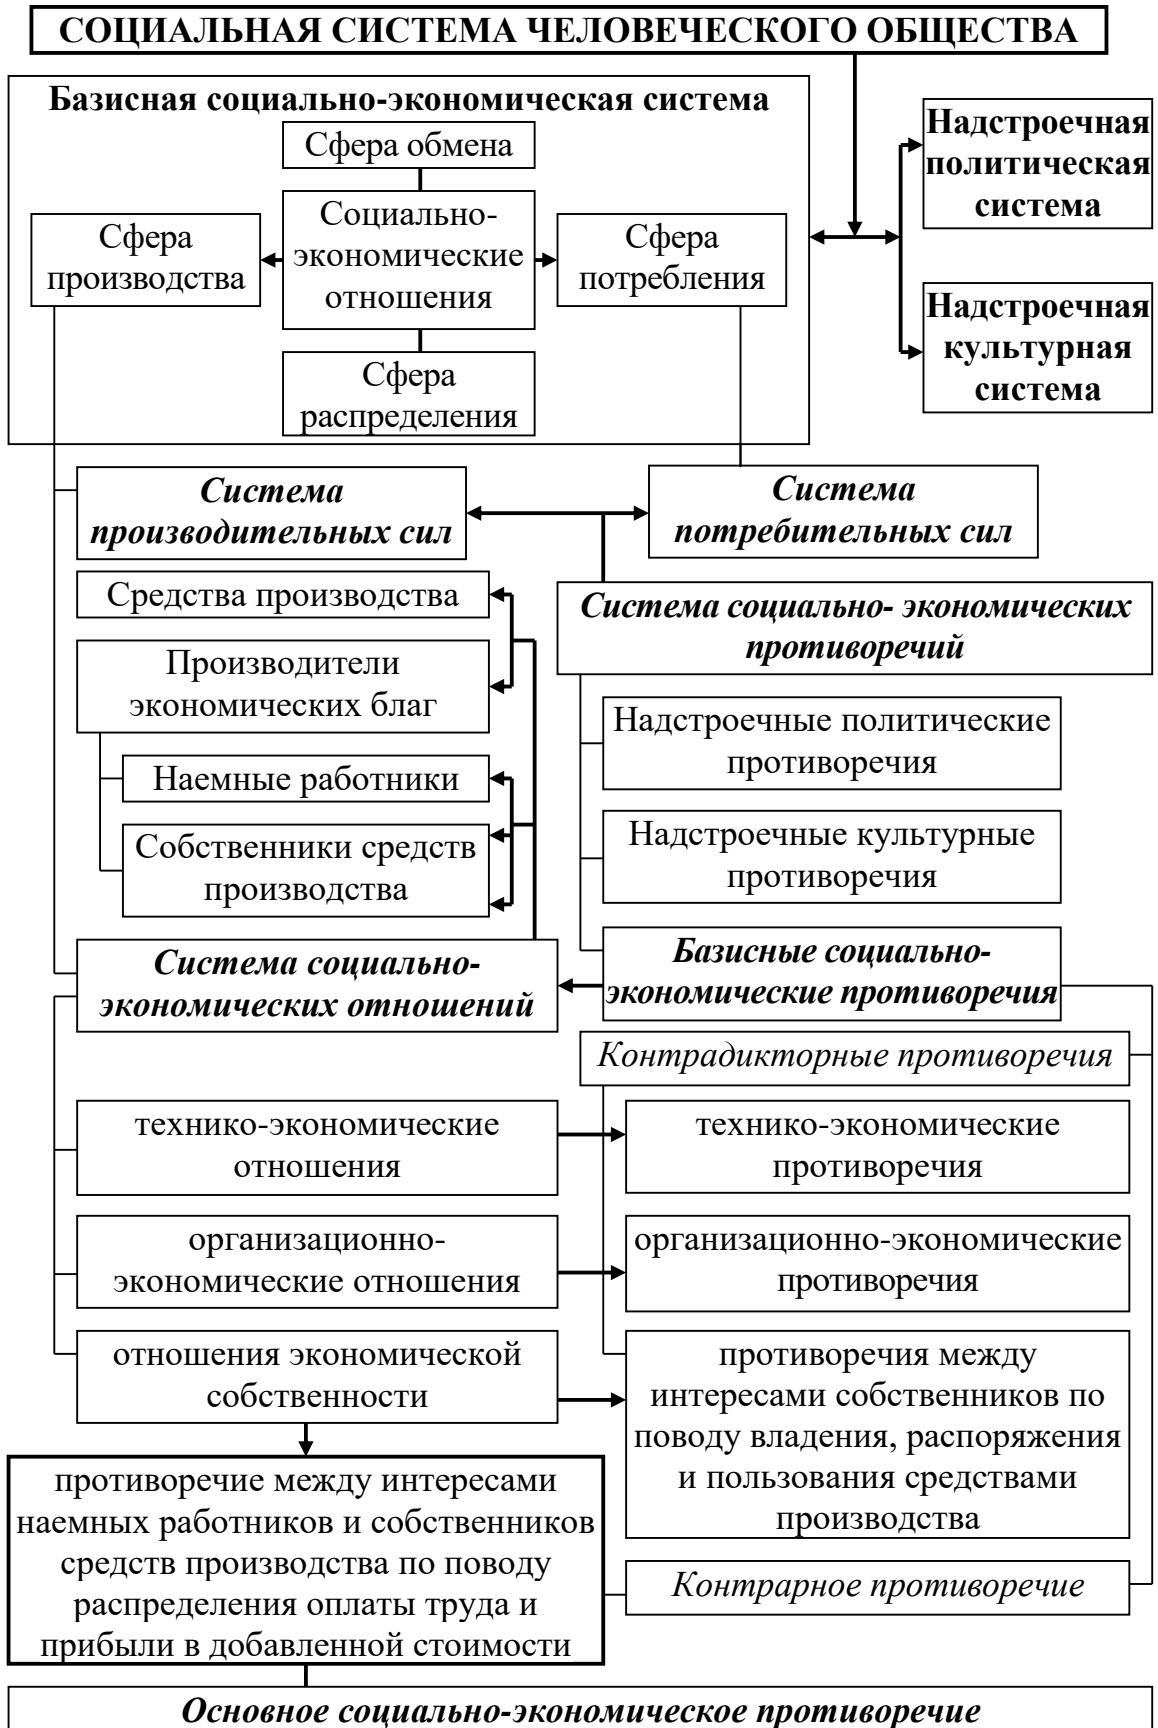 СОЦИАЛЬНАЯ СИСТЕМА ЧЕЛОВЕЧЕСКОГО ОБЩЕСТВА
Базисная социально-экономическая система
Сфера обмена
Сфера
производства
Социально-
экономические
отношения
Сфера
потребления
Сфера
распределения
Надстроечная
политическая
система
Надстроечная
культурная
система
Система
производительных сил
Система
потребительных сил
Средства производства
Производители
экономических благ
Наемные работники
Собственники средств
производства
Система социально- экономических
противоречий
Надстроечные политические
противоречия
Надстроечные культурные
противоречия
Система социально-
экономических отношений
Базисные социально-
экономические противоречия
Контрадикторные противоречия
технико-экономические
отношения
технико-экономические
противоречия
организационно-
экономические отношения
организационно-экономические
противоречия
отношения экономической
собственности
противоречия между
интересами собственников по
поводу владения, распоряжения
и пользования средствами
производства
противоречие между интересами
наемных работников и собственников
средств производства по поводу
распределения оплаты труда и
прибыли в добавленной стоимости
Контрарное противоречие
Основное социально-экономическое противоречие